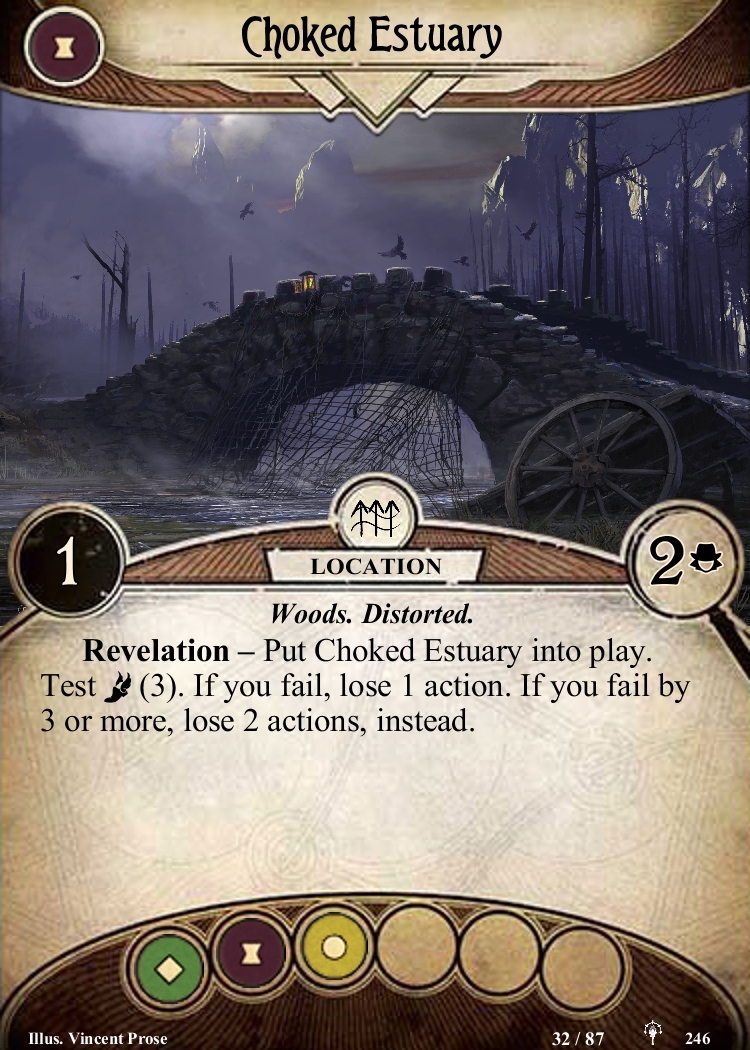 Choked Estuary
1
LOCATION
2
Woods. Distorted.
Revelation – Put Choked Estuary into play.
Test (3). If you fail, lose 1 action. If you fail by
3 or more, lose 2 actions, instead.
Illus. Vincent Prose
32 / 87
246